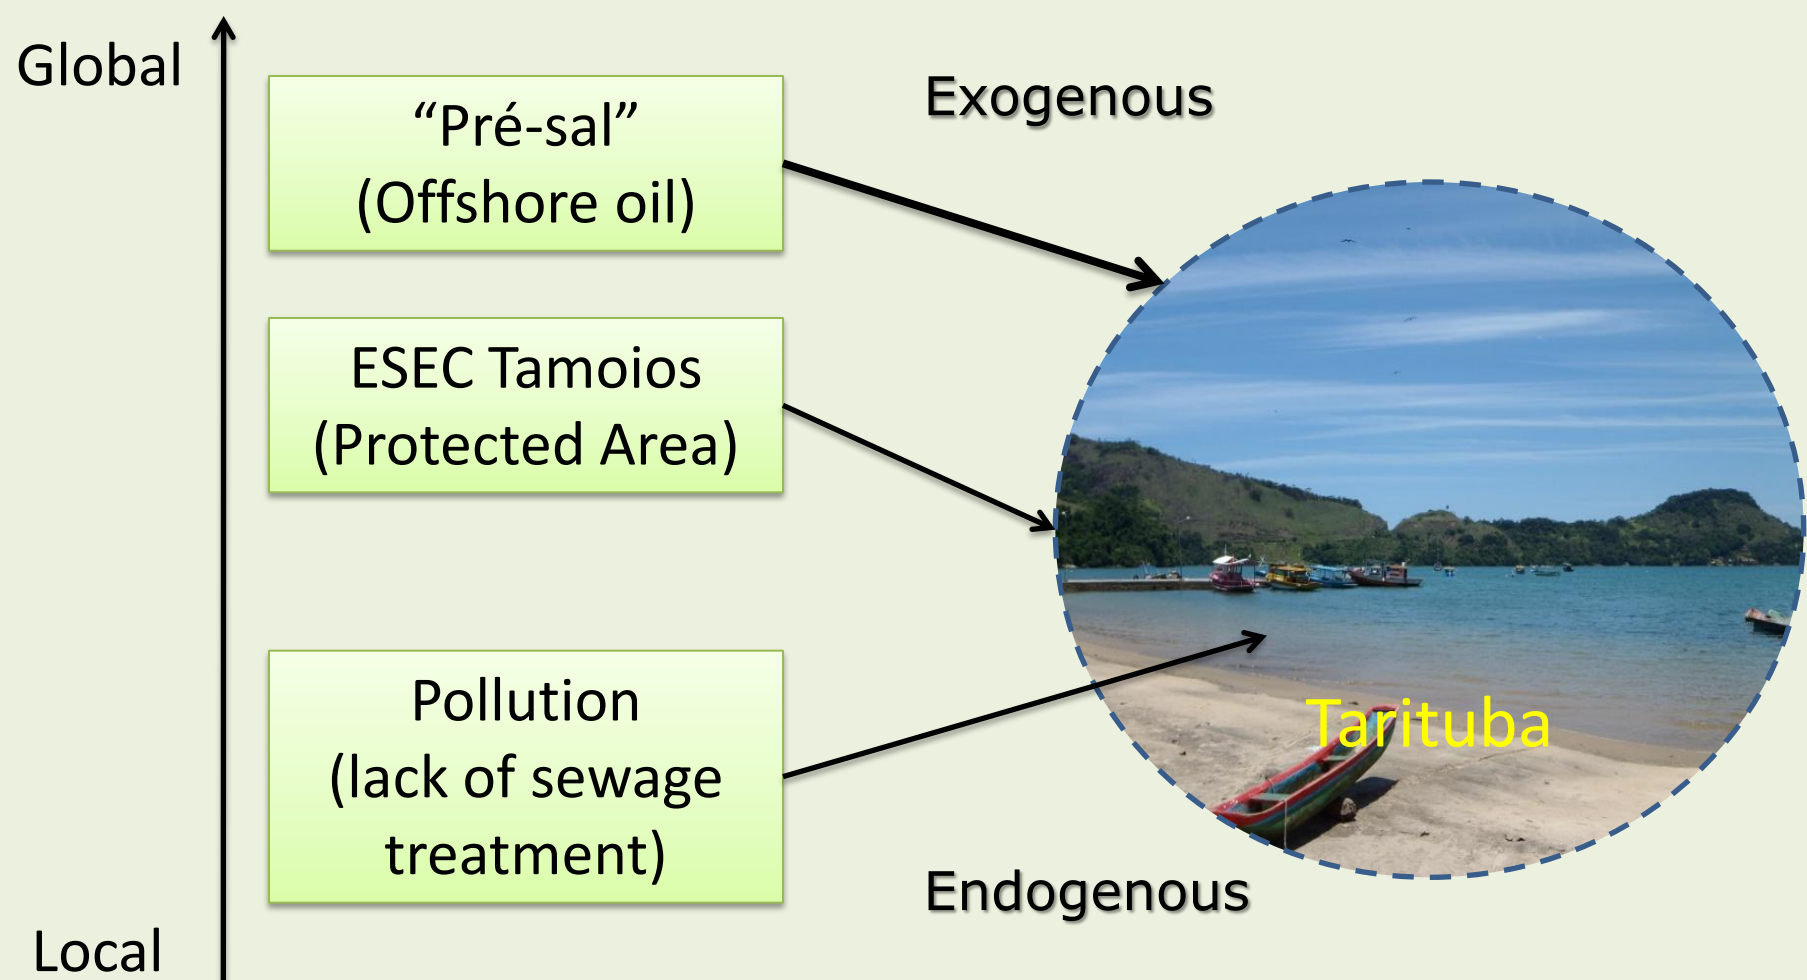 Global
“Pré-sal”
(Offshore oil)
Exogenous
ESEC Tamoios
(Protected Area)
Pollution
(lack of sewage
treatment)
Tarituba
Endogenous
Local